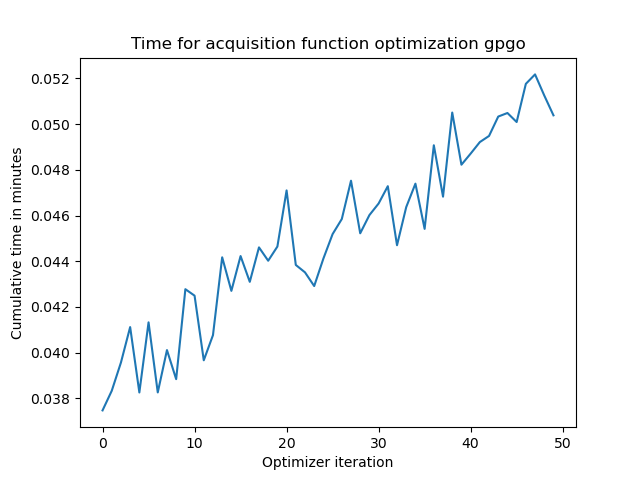 Time for acquisition function optimization gpgo
Cumulative time in minutes
0.052
0.050
0.048
0.046
0.044
0.042
0.040
0.038
0 10 20 30 40 50
Optimizer iteration